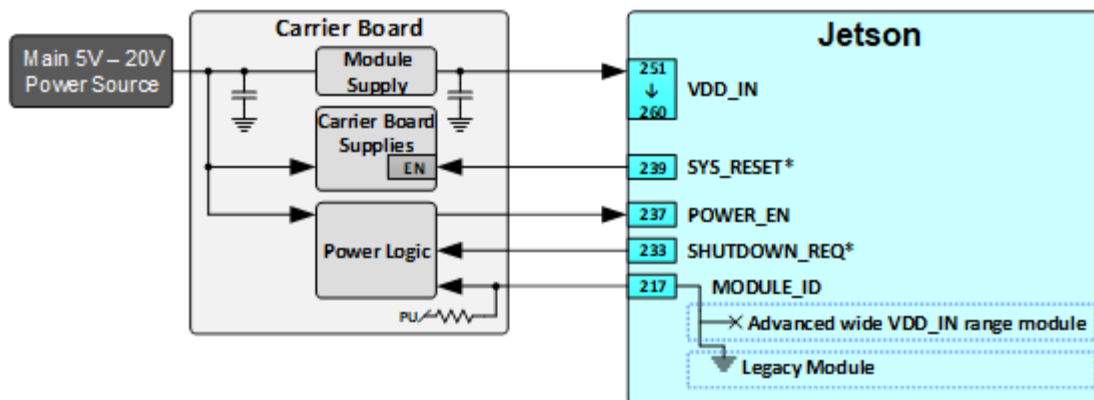 Carrier Board
Jetson
Main 5V – 20V
Power Source
Module
Supply
251
↓
260
VDD_IN
Carrier Board
Supplies
EN
239
SYS_RESET*
237
POWER_EN
Power Logic
233
SHUTDOWN_REQ*
217
MODULE_ID
PU
Advanced wide VDD_IN range module
Legacy Module